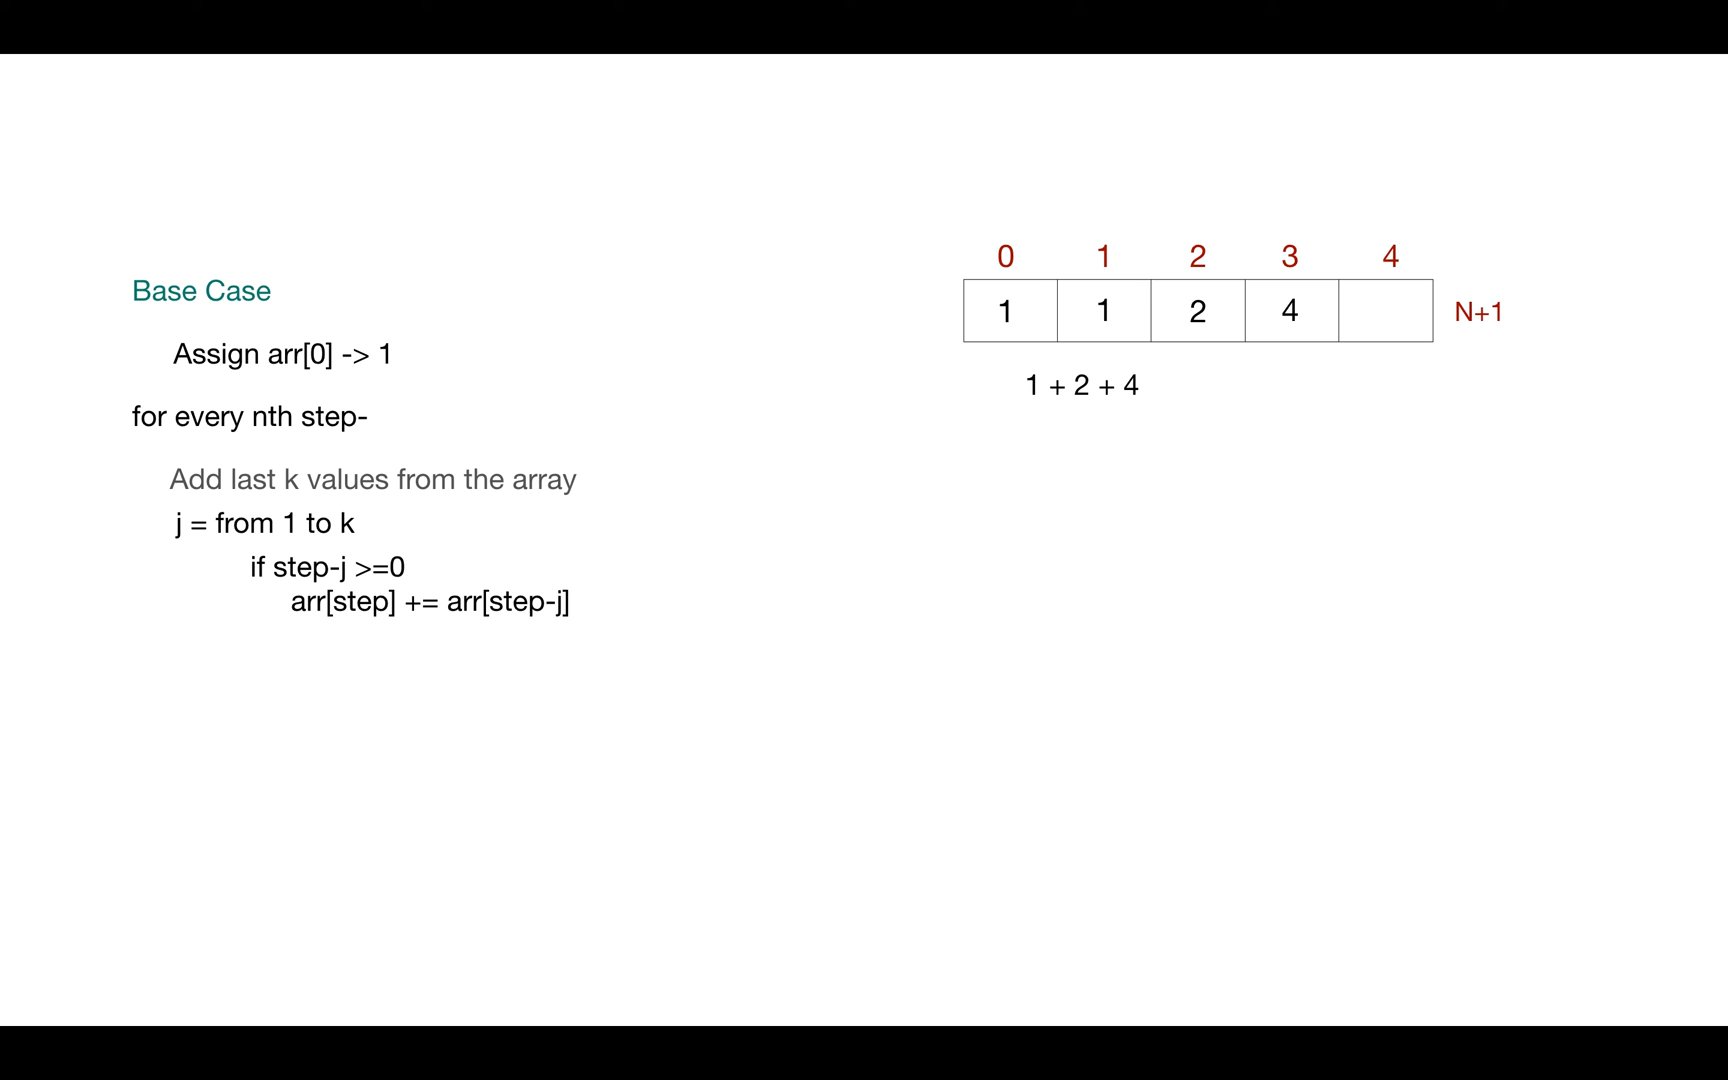 Base Case
Assign arr[0] -> 1
for every nth step-
Add last k values from the array
j = from 1 to k
if step-j >=0
arr[step] += arr[step-j]
0 1 2 3 4
1 1 2 4 N+1
1 + 2 + 4